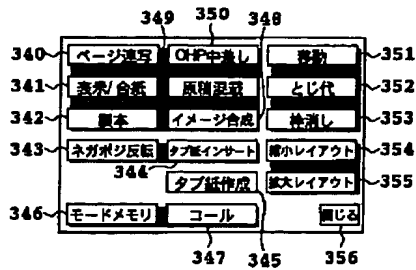 349 350 348
340 ページ連写 OHP中差し 移動 351
341 表紙/合紙 原稿混載 とじ代 352
342 製本 イメージ合成 枠消し 353
343 ネガポジ反転 タブ紙インサート 縮小レイアウト 354
344 タブ紙作成 拡大レイアウト 355
346 モードメモリ コール 閉じる
347 345 356